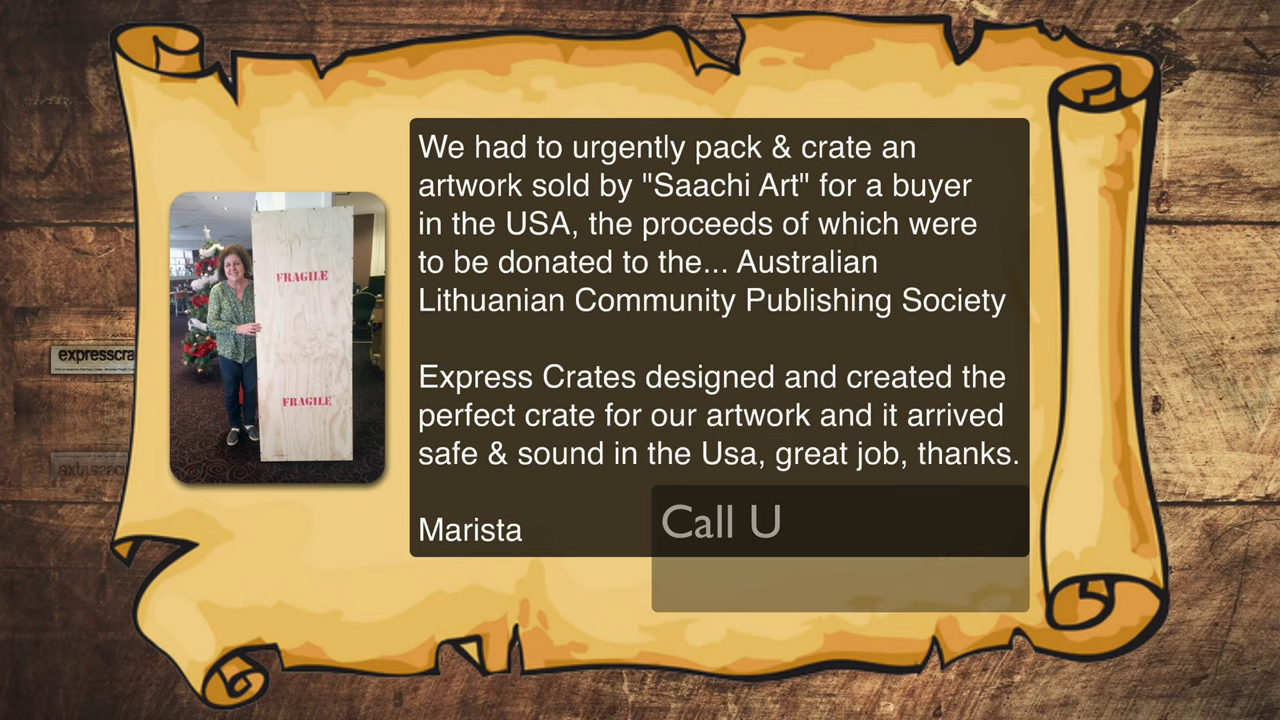 We had to urgently pack & crate an
artwork sold by "Saachi Art" for a buyer
in the USA, the proceeds of which were
to be donated to the... Australian
Lithuanian Community Publishing Society
Express Crates designed and created the
perfect crate for our artwork and it arrived
safe & sound in the Usa, great job, thanks.
Marista
Call U
FRAGILE
FRAGILE
expresscra